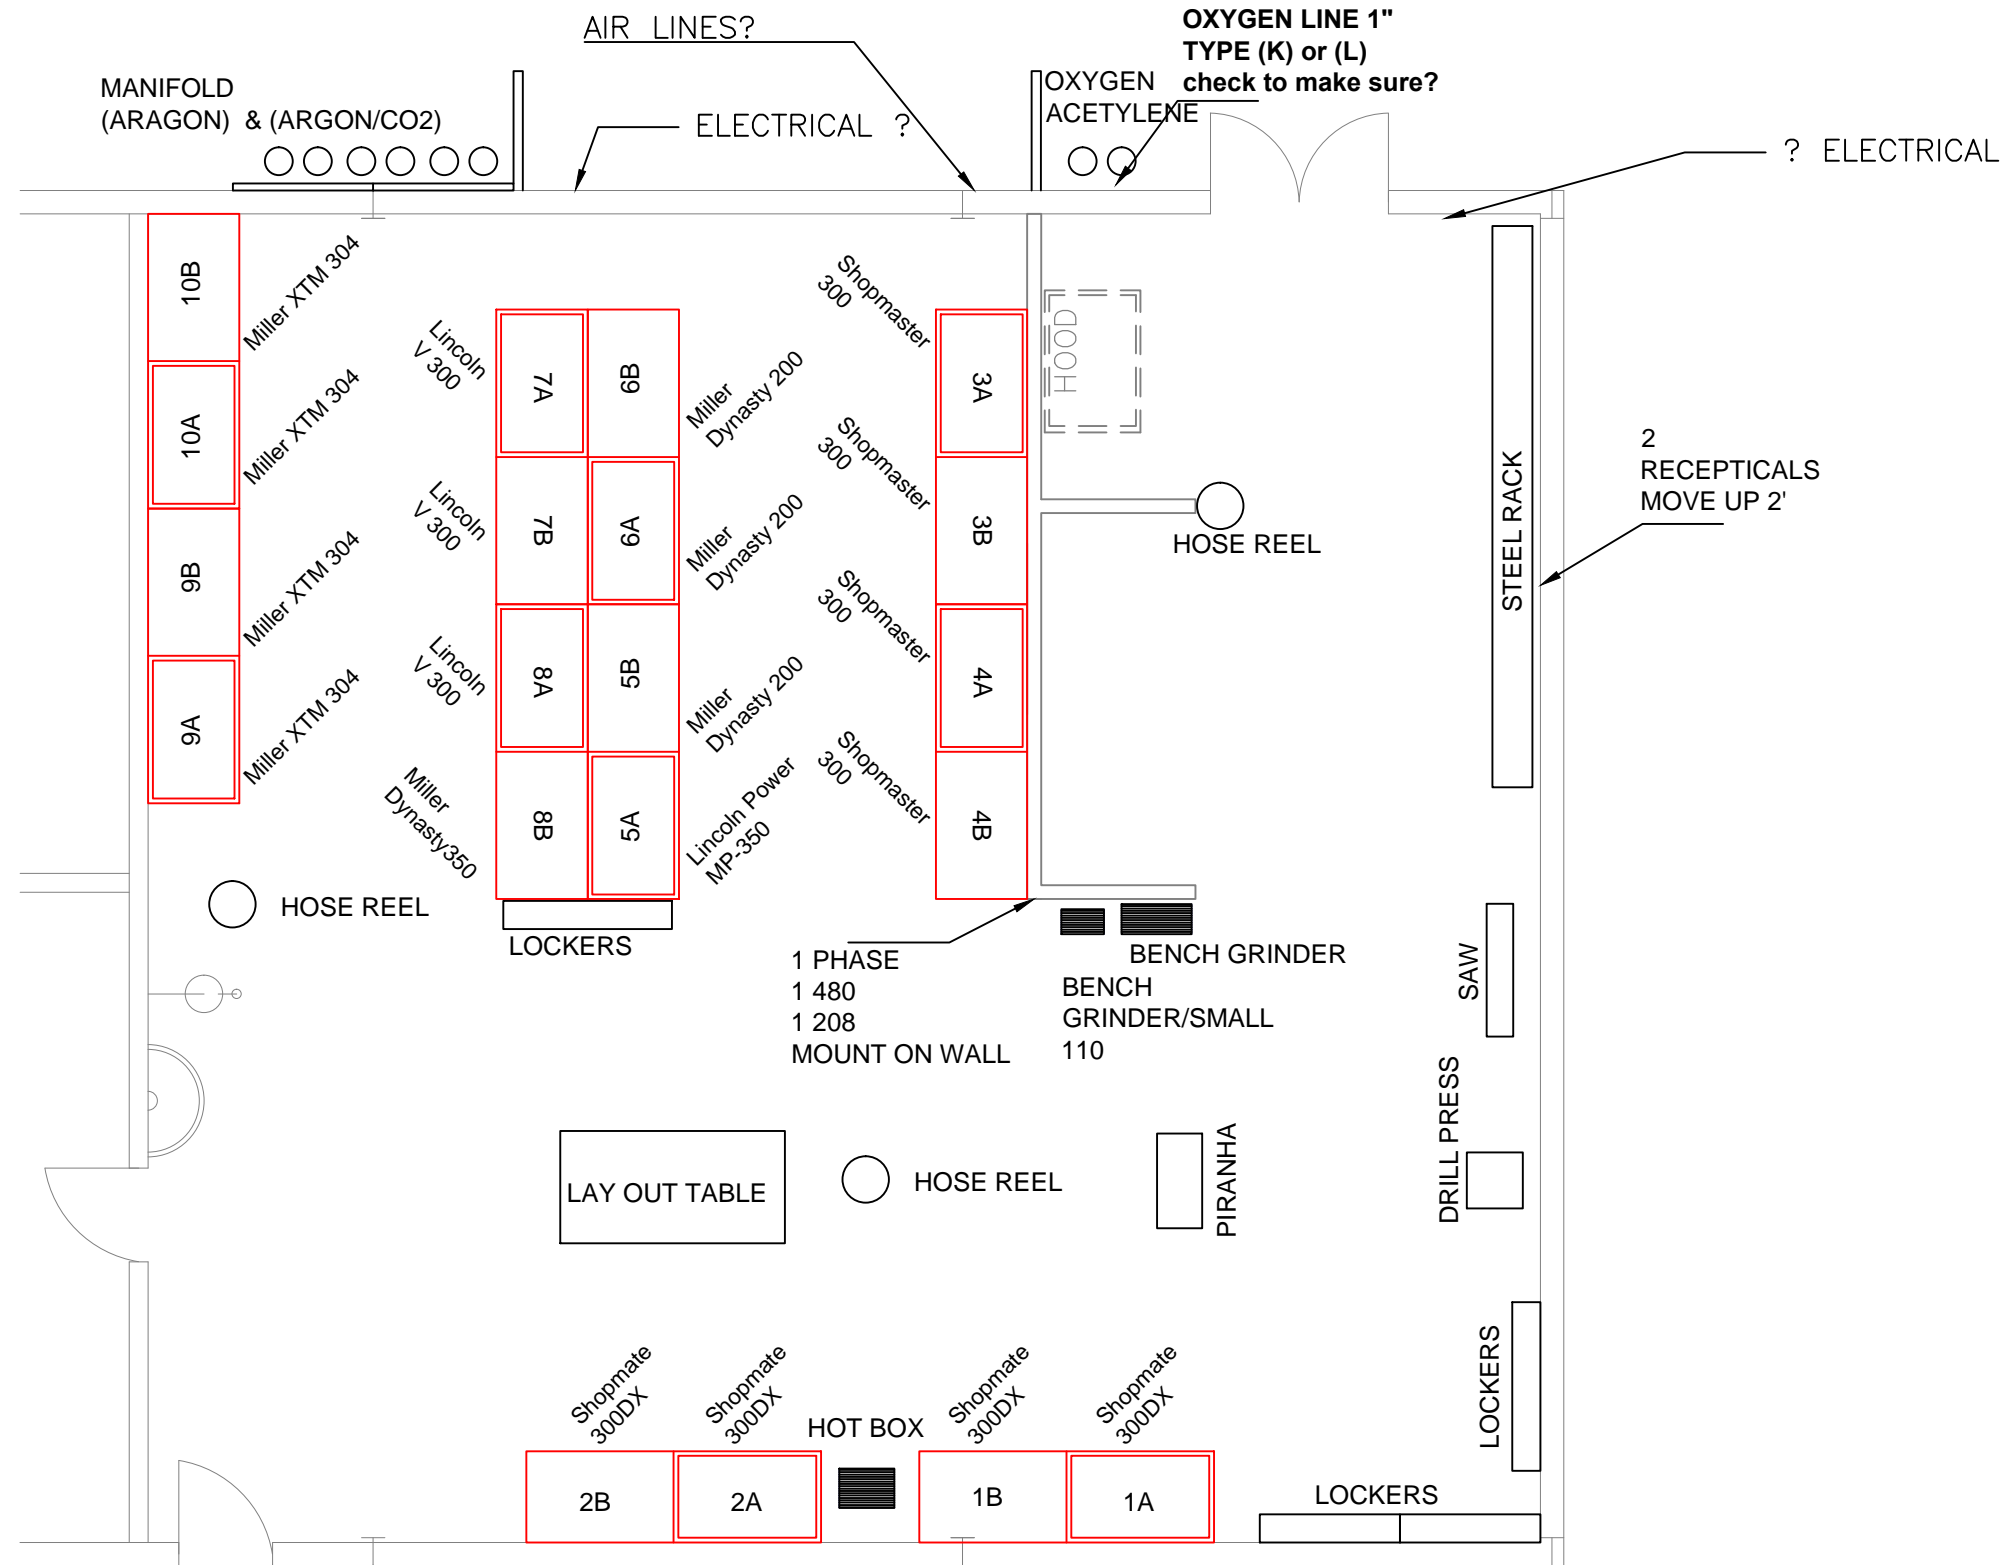 AIR LINES?
OXYGEN LINE 1"
TYPE (K) or (L)
check to make sure?
MANIFOLD
(ARAGON) & (ARGON/CO2)
OXYGEN
ACETYLENE
ELECTRICAL ?
? ELECTRICAL
10B
Miller XTM 304
10A
Miller XTM 304
9B
Miller XTM 304
9A
Miller XTM 304
Lincoln
V 300
7A
6B
Miller
Dynasty 200
Lincoln
V 300
7B
6A
Miller
Dynasty 200
Lincoln
V 300
8A
5B
Miller
Dynasty 200
Miller
Dynasty350
8B
5A
Lincoln Power
MP-350
Shopmaster
300
3A
Shopmaster
300
3B
Shopmaster
300
4A
Shopmaster
300
4B
HOOD
HOSE REEL
STEEL RACK
2
RECEPTICALS
MOVE UP 2'
HOSE REEL
LOCKERS
1 PHASE
1 480
1 208
MOUNT ON WALL
BENCH GRINDER
BENCH
GRINDER/SMALL
110
SAW
DRILL PRESS
LAY OUT TABLE
HOSE REEL
PIRANHA
LOCKERS
Shopmate
300DX
Shopmate
300DX
HOT BOX
Shopmate
300DX
Shopmate
300DX
2B
2A
1B
1A
LOCKERS